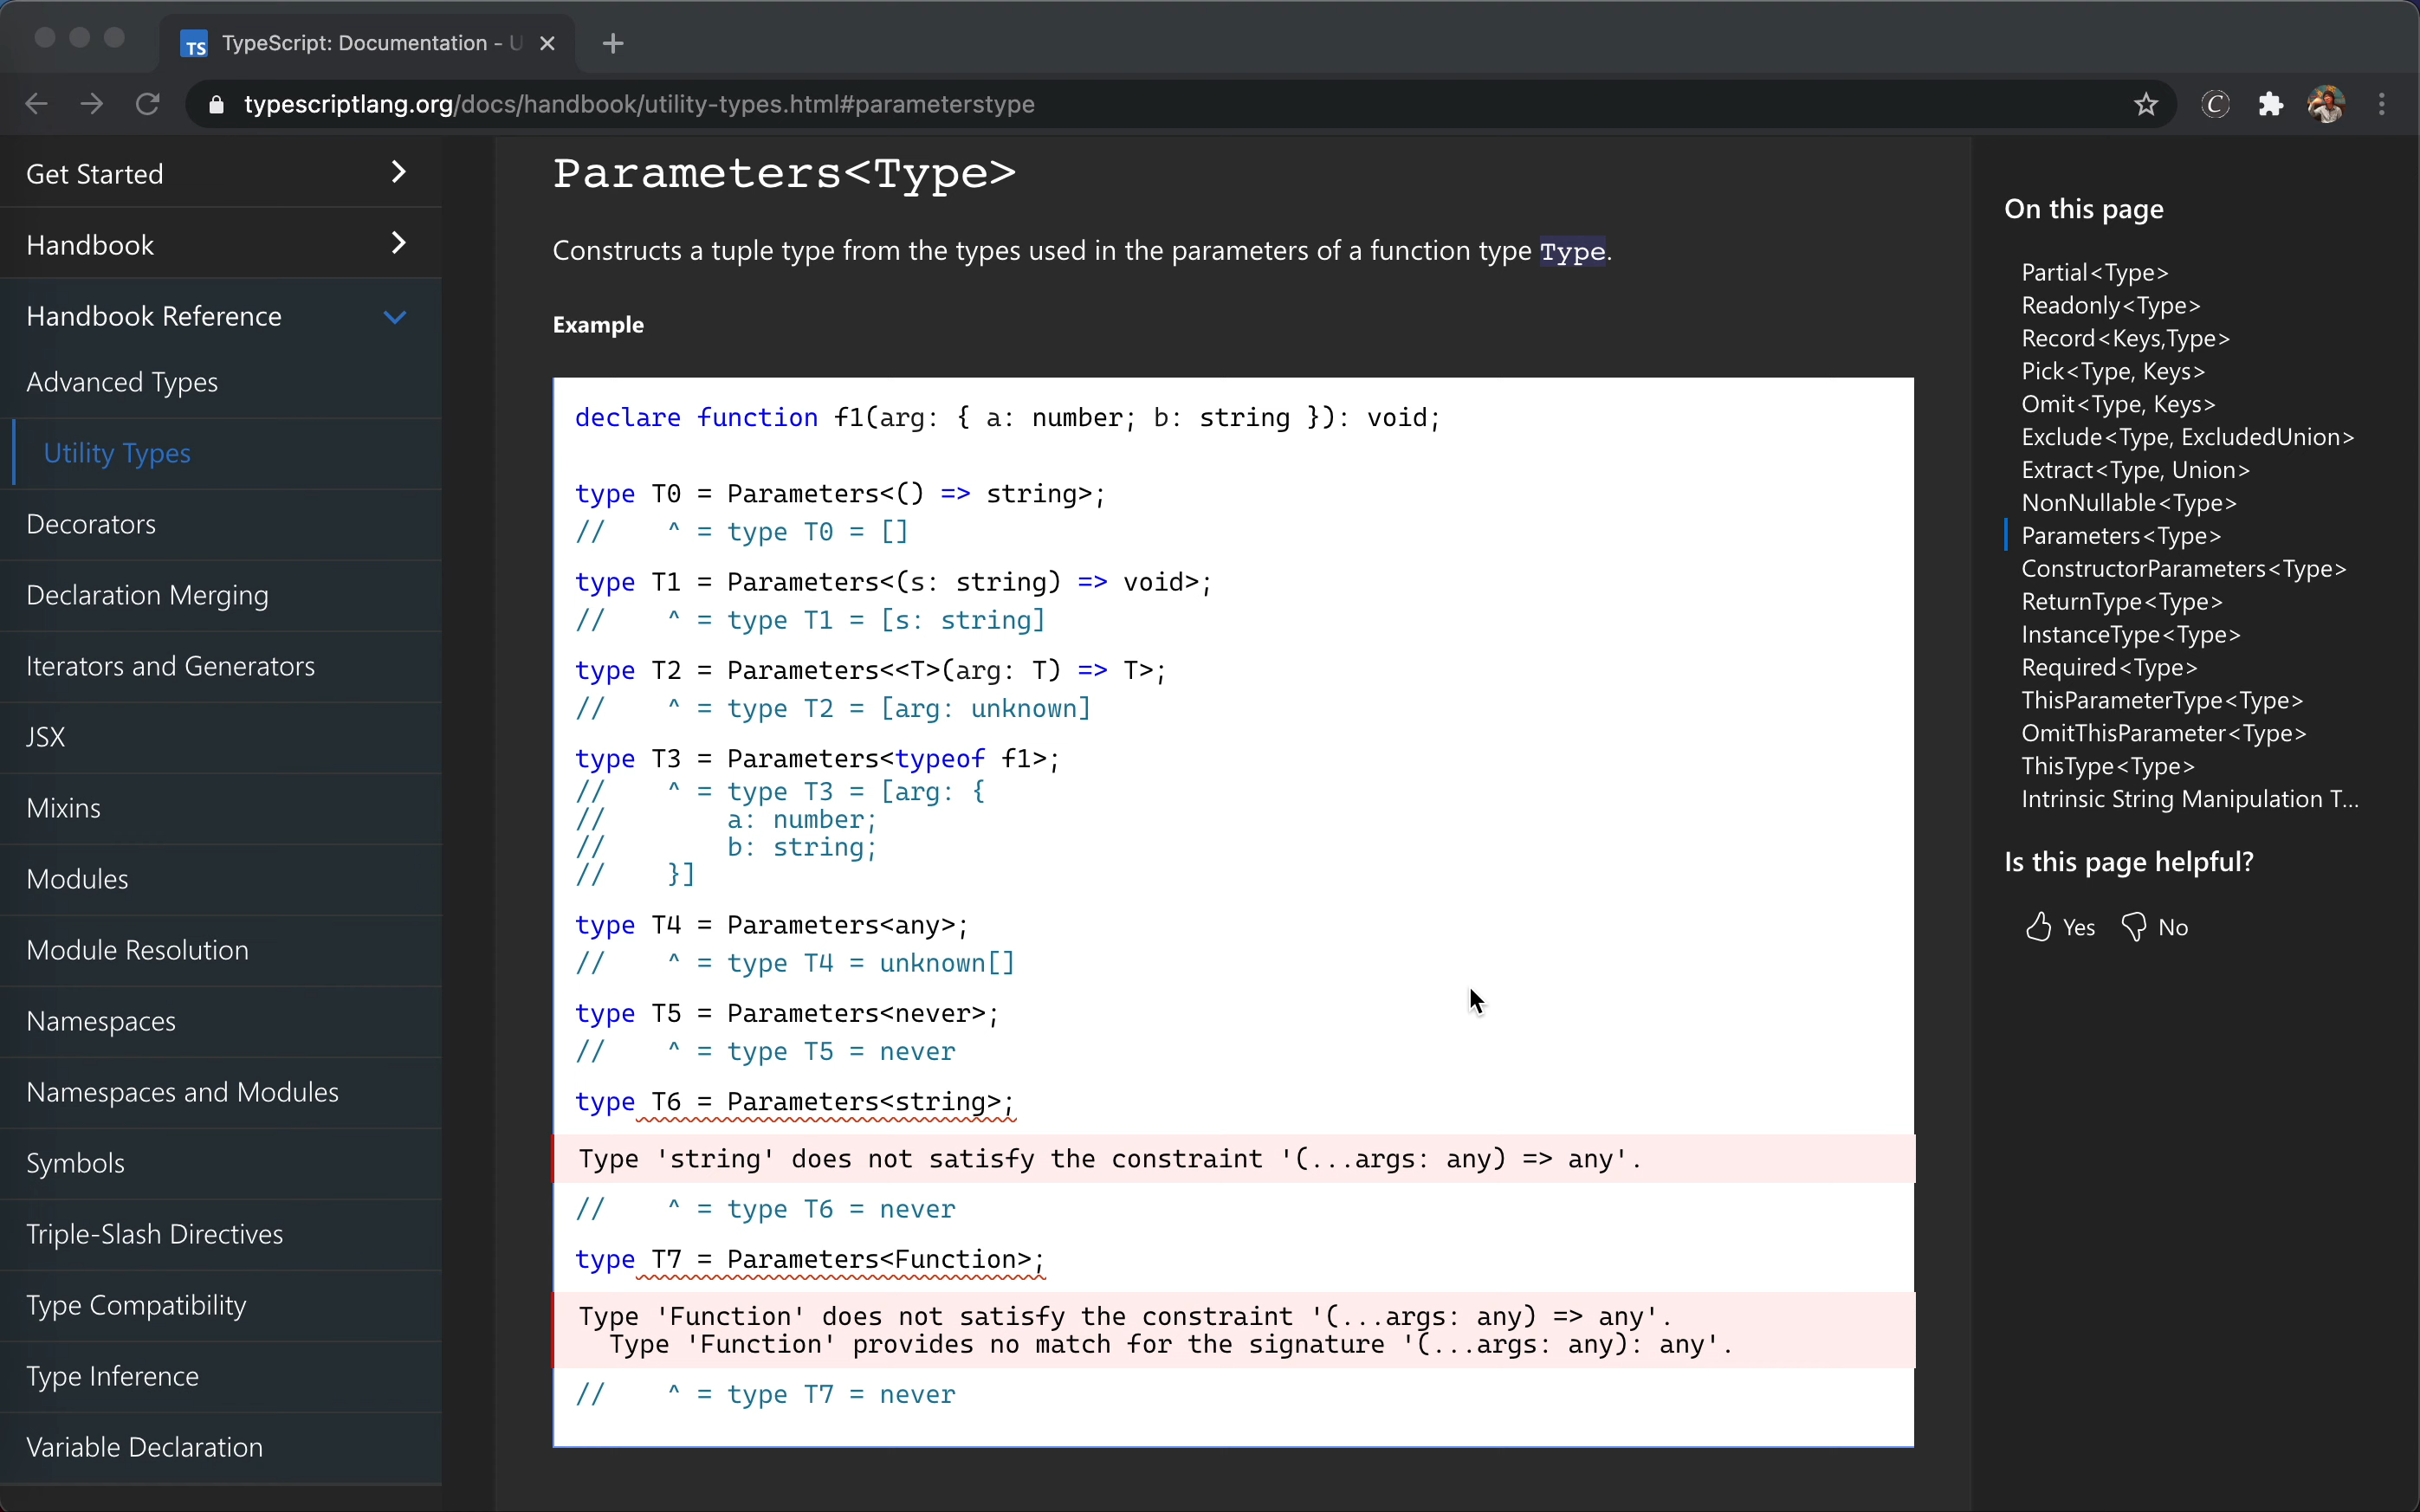 TypeScript: Documentation - U
typescriptlang.org/docs/handbook/utility-types.html#parameterstype
Get Started
Handbook
Handbook Reference
Advanced Types
Utility Types
Decorators
Declaration Merging
Iterators and Generators
JSX
Mixins
Modules
Module Resolution
Namespaces
Namespaces and Modules
Symbols
Triple-Slash Directives
Type Compatibility
Type Inference
Variable Declaration
Parameters<Type>
Constructs a tuple type from the types used in the parameters of a function type Type.
Example
declare function f1(arg: { a: number; b: string }): void;
type T0 = Parameters<() => string>;
//    ^ = type T0 = []
type T1 = Parameters<(s: string) => void>;
//    ^ = type T1 = [s: string]
type T2 = Parameters<<T>(arg: T) => T>;
//    ^ = type T2 = [arg: unknown]
type T3 = Parameters<typeof f1>;
//    ^ = type T3 = [arg: {
//        a: number;
//        b: string;
//    }]
type T4 = Parameters<any>;
//    ^ = type T4 = unknown[]
type T5 = Parameters<never>;
//    ^ = type T5 = never
type T6 = Parameters<string>;
Type 'string' does not satisfy the constraint '(...args: any) => any'.
//    ^ = type T6 = never
type T7 = Parameters<Function>;
Type 'Function' does not satisfy the constraint '(...args: any) => any'.
  Type 'Function' provides no match for the signature '(...args: any): any'.
//    ^ = type T7 = never
On this page
Partial<Type>
Readonly<Type>
Record<Keys,Type>
Pick<Type, Keys>
Omit<Type, Keys>
Exclude<Type, ExcludedUnion>
Extract<Type, Union>
NonNullable<Type>
Parameters<Type>
ConstructorParameters<Type>
ReturnType<Type>
InstanceType<Type>
Required<Type>
ThisParameterType<Type>
OmitThisParameter<Type>
ThisType<Type>
Intrinsic String Manipulation T...
Is this page helpful?
Yes No